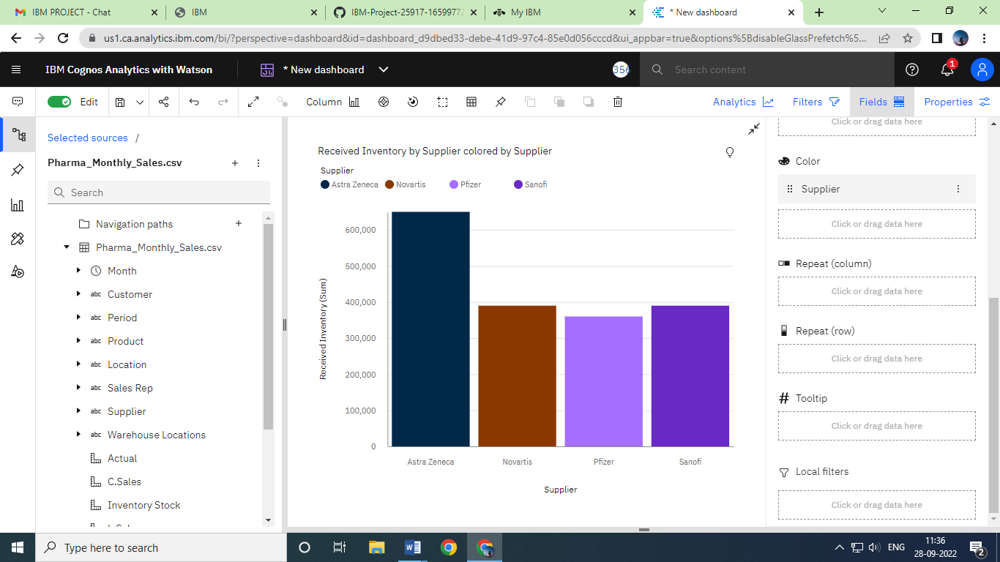 IBM PROJECT - Chat
IBM
IBM-Project-25917-16599772
My IBM
* New dashboard
us1.ca.analytics.ibm.com/bi/?perspective=dashboard&id=dashboard_d9dbed33-debe-41d9-97c4-85e0d056cccd&ui_appbar=true&options%5BdisableGlassPrefetch%5...
IBM Cognos Analytics with Watson
* New dashboard
356
Search content
1
Edit
Column
Analytics
Filters
Fields
Properties
Selected sources /
Pharma_Monthly_Sales.csv
Search
Navigation paths
Pharma_Monthly_Sales.csv
Month
abc Customer
abc Period
abc Product
abc Location
abc Sales Rep
abc Supplier
abc Warehouse Locations
Actual
C.Sales
Inventory Stock
Received Inventory by Supplier colored by Supplier
Supplier
Astra Zeneca
Novartis
Pfizer
Sanofi
Received Inventory (Sum)
600,000
500,000
400,000
300,000
200,000
100,000
0
Astra Zeneca
Novartis
Pfizer
Sanofi
Supplier
Click or drag data here
Color
Supplier
Click or drag data here
Repeat (column)
Click or drag data here
Repeat (row)
Click or drag data here
Tooltip
Click or drag data here
Local filters
Click or drag data here
Type here to search
ENG
11:36
28-09-2022
2